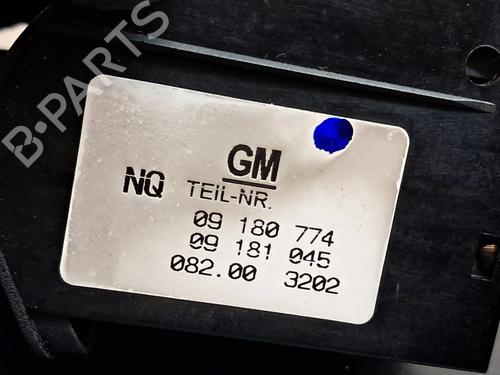 B-PARTS
GM
NQ TEIL-NR.
09 180 774
09 181 045
082.00 3202